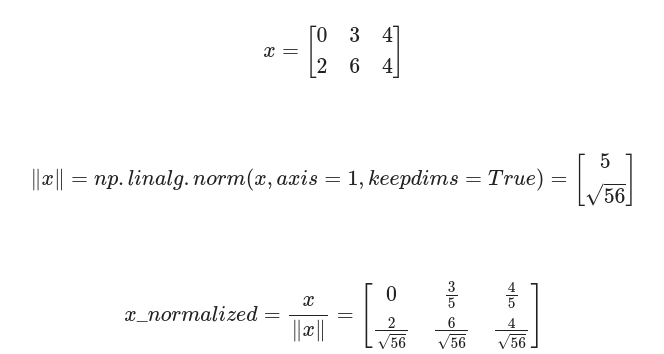 x = [0 3 4
2 6 4]
‖x‖ = np.linalg.norm(x, axis = 1, keepdims = True) = [5
√56]
x_normalized = x/‖x‖ = [0 3/5 4/5
2/√56 6/√56 4/√56]